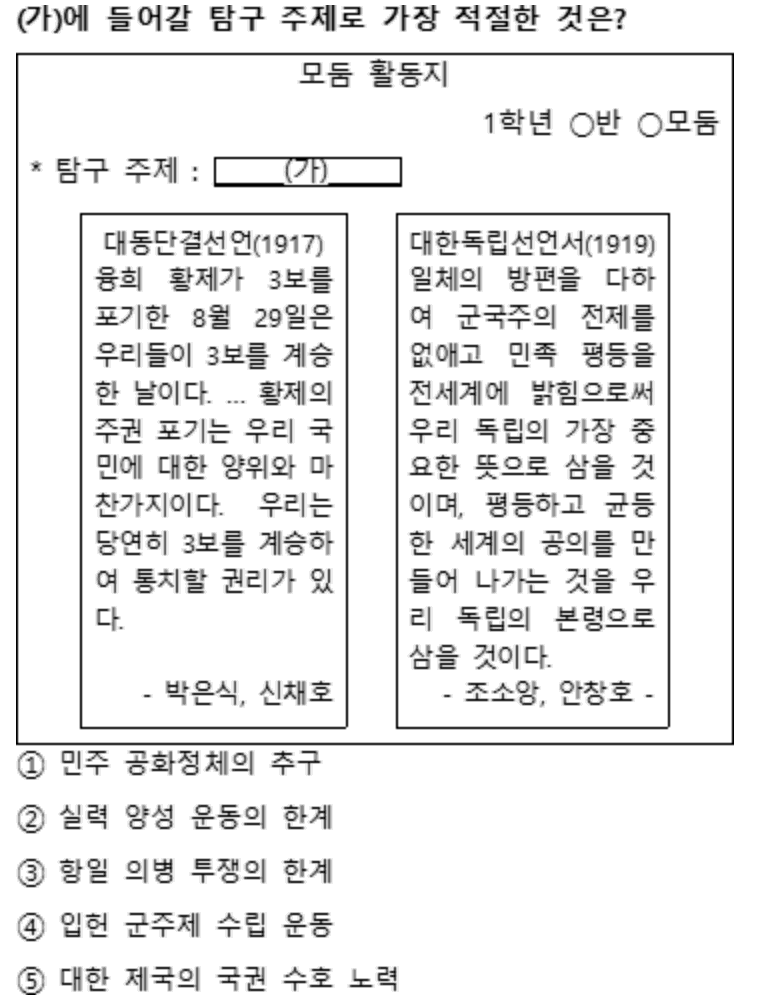 (가)에 들어갈 탐구 주제로 가장 적절한 것은?
모둠 활동지
1학년 ○반 ○모둠
* 탐구 주제 : (가)
대동단결선언(1917)
융희 황제가 3보를
포기한 8월 29일은
우리들이 3보를 계승
한 날이다. ... 황제의
주권 포기는 우리 국
민에 대한 양위와 마
찬가지이다. 우리는
당연히 3보를 계승하
여 통치할 권리가 있
다.
- 박은식, 신채호
대한독립선언서(1919)
일체의 방편을 다하
여 군국주의 전제를
없애고 민족 평등을
전세계에 밝힘으로써
우리 독립의 가장 중
요한 뜻으로 삼을 것
이며, 평등하고 균등
한 세계의 공의를 만
들어 나가는 것을 우
리 독립의 본령으로
삼을 것이다.
- 조소앙, 안창호 -
① 민주 공화정체의 추구
② 실력 양성 운동의 한계
③ 항일 의병 투쟁의 한계
④ 입헌 군주제 수립 운동
⑤ 대한 제국의 국권 수호 노력